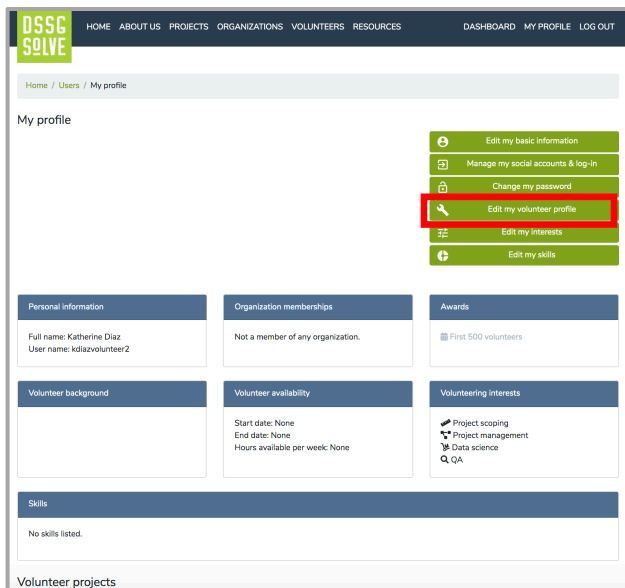 DSSG
SOLVE
HOME ABOUT US PROJECTS ORGANIZATIONS VOLUNTEERS RESOURCES DASHBOARD MY PROFILE LOG OUT
Home / Users / My profile
My profile
Edit my basic information
Manage my social accounts & log-in
Change my password
Edit my volunteer profile
Edit my interests
Edit my skills
Personal information
Full name: Katherine Diaz
User name: kdiazvolunteer2
Organization memberships
Not a member of any organization.
Awards
First 500 volunteers
Volunteer background
Volunteer availability
Start date: None
End date: None
Hours available per week: None
Volunteering interests
Project scoping
Project management
Data science
QA
Skills
No skills listed.
Volunteer projects